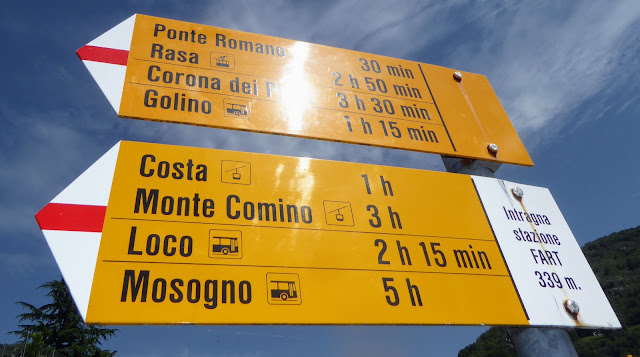 Ponte Romano 30 min
Rasa 2 h 50 min
Corona dei 3 h 30 min
Golino 1 h 15 min
Costa 1 h
Monte Comino 3 h
Loco 2 h 15 min
Mosogno 5 h
Intragna
stazione
FART
339 m.